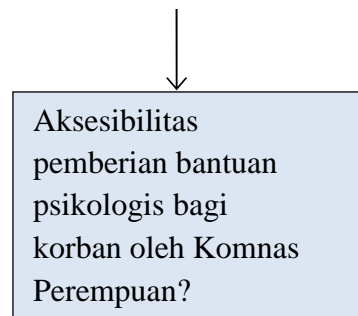 Aksesibilitas
pemberian bantuan
psikologis bagi
korban oleh Komnas
Perempuan?